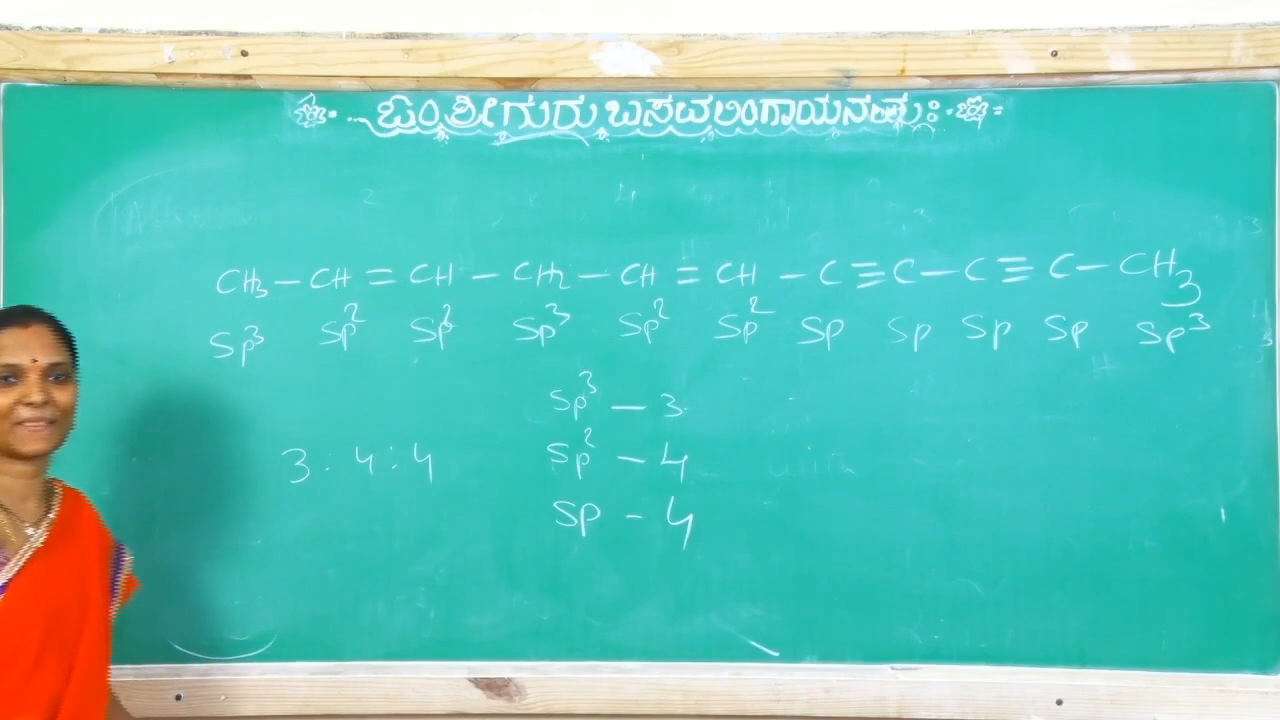 ಓಂ ಶ್ರೀ ಗುರು ಬಸವಲಿಂಗಾಯ ನಮಃ
CH₃ – CH = CH – CH₂ – CH = CH – C ≡ C – C ≡ C – CH₃
Sp³ Sp² Sp² Sp³ Sp² Sp² Sp Sp Sp Sp Sp³
Sp³ – 3
3 : 4 : 4 Sp² – 4
Sp – 4